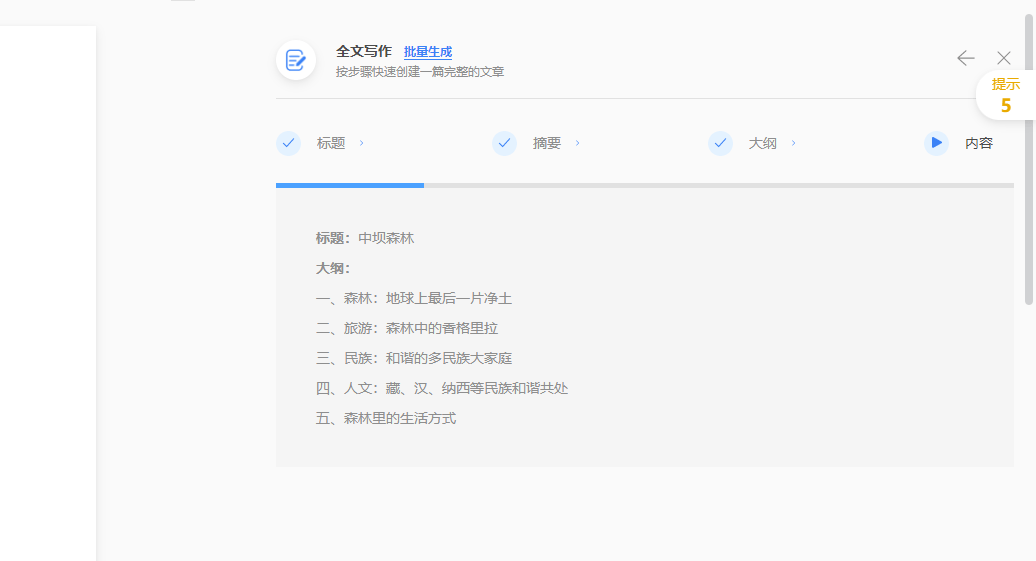 全文写作 批量生成
按步骤快速创建一篇完整的文章
提示
5
标题 摘要 大纲 内容
标题：中坝森林
大纲：
一、森林：地球上最后一片净土
二、旅游：森林中的香格里拉
三、民族：和谐的多民族大家庭
四、人文：藏、汉、纳西等民族和谐共处
五、森林里的生活方式